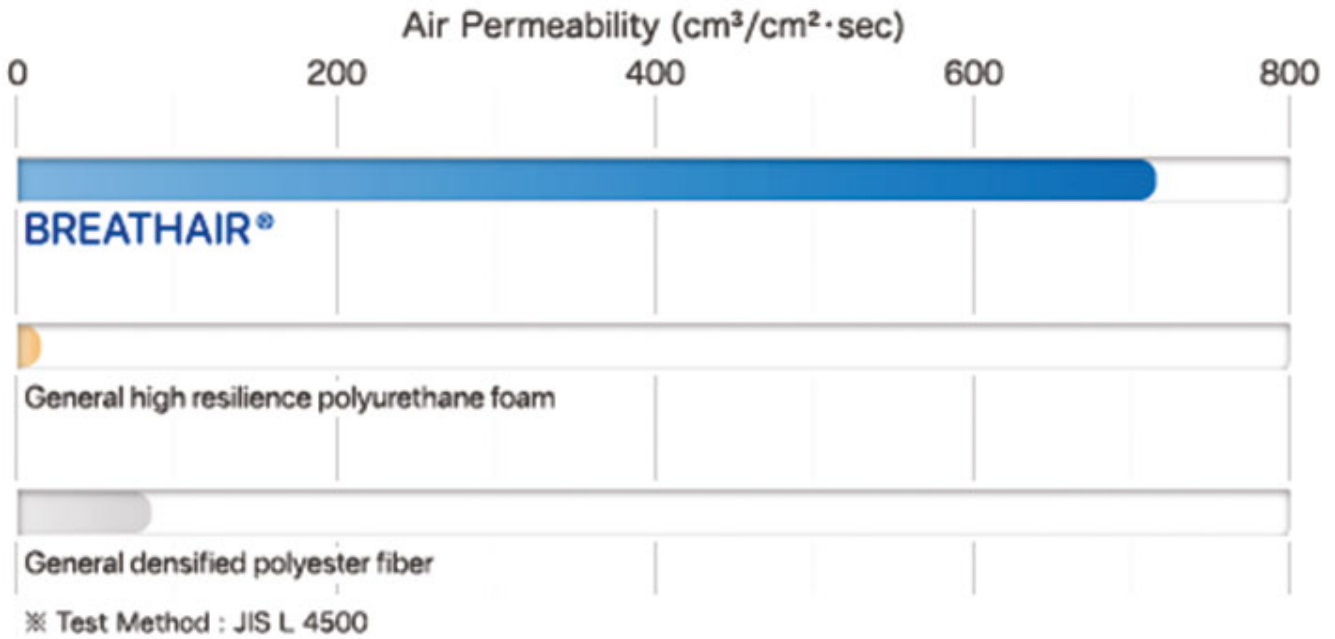 Air Permeability (cm³/cm²·sec)
0 200 400 600 800
BREATHAIR®
General high resilience polyurethane foam
General densified polyester fiber
※ Test Method : JIS L 4500